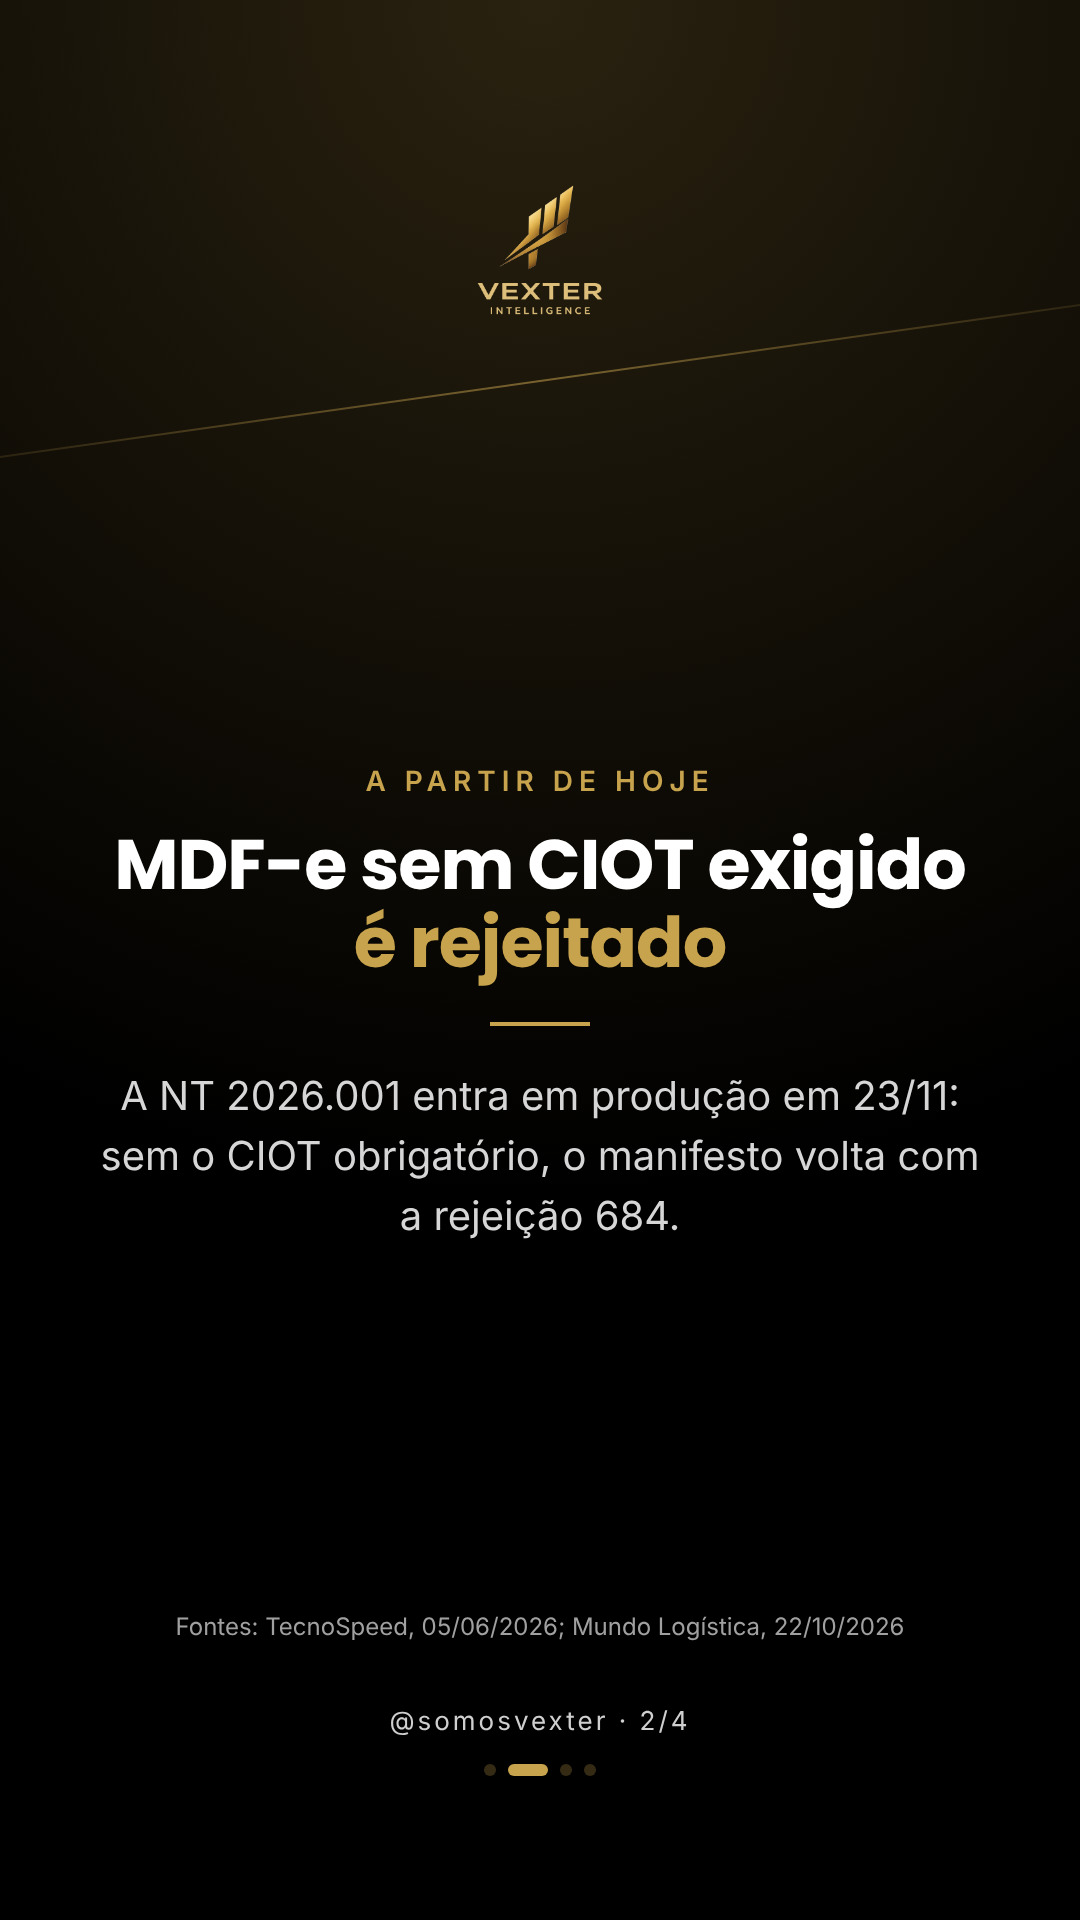 VEXTER
INTELLIGENCE
A PARTIR DE HOJE
MDF-e sem CIOT exigido
é rejeitado
A NT 2026.001 entra em produção em 23/11:
sem o CIOT obrigatório, o manifesto volta com
a rejeição 684.
Fontes: TecnoSpeed, 05/06/2026; Mundo Logística, 22/10/2026
@somosvexter · 2/4